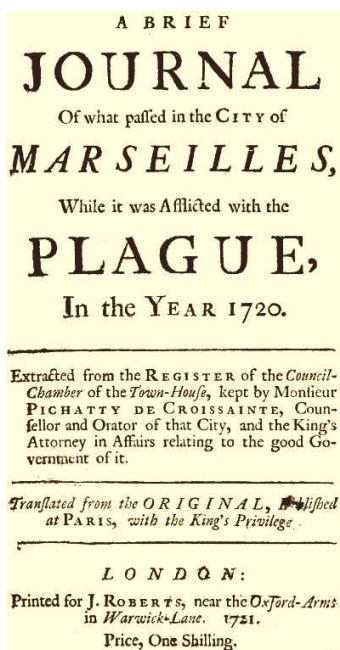 A BRIEF
JOURNAL
Of what paſſed in the CITY of
MARSEILLES,
While it was Afflicted with the
PLAGUE,
In the YEAR 1720.
Extracted from the REGISTER of the Council-
Chamber of the Town-Houſe, kept by Monſieur
PICHATTY DE CROISSAINTE, Coun-
ſellor and Orator of that City, and the King's
Attorney in Affairs relating to the good Go-
vernment of it.
Tranſlated from the ORIGINAL, Publiſhed
at PARIS, with the King's Privilege.
LONDON:
Printed for J. ROBERTS, near the Oxford-Arms
in Warwick-Lane. 1721.
Price, One Shilling.